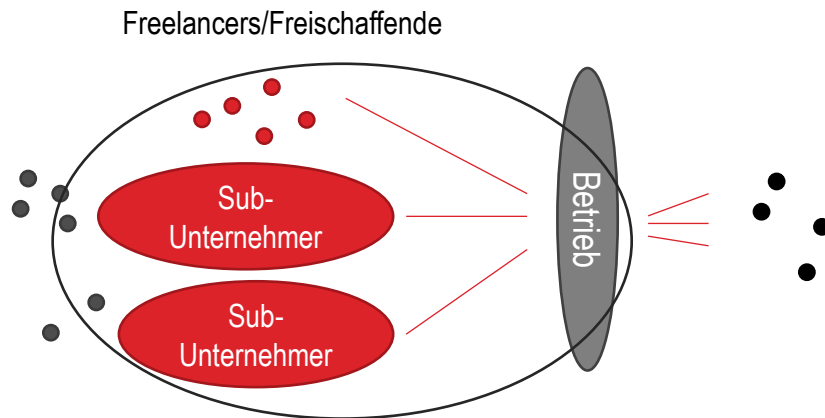 Freelancers/Freischaffende
Sub-
Unternehmer
Sub-
Unternehmer
Betrieb